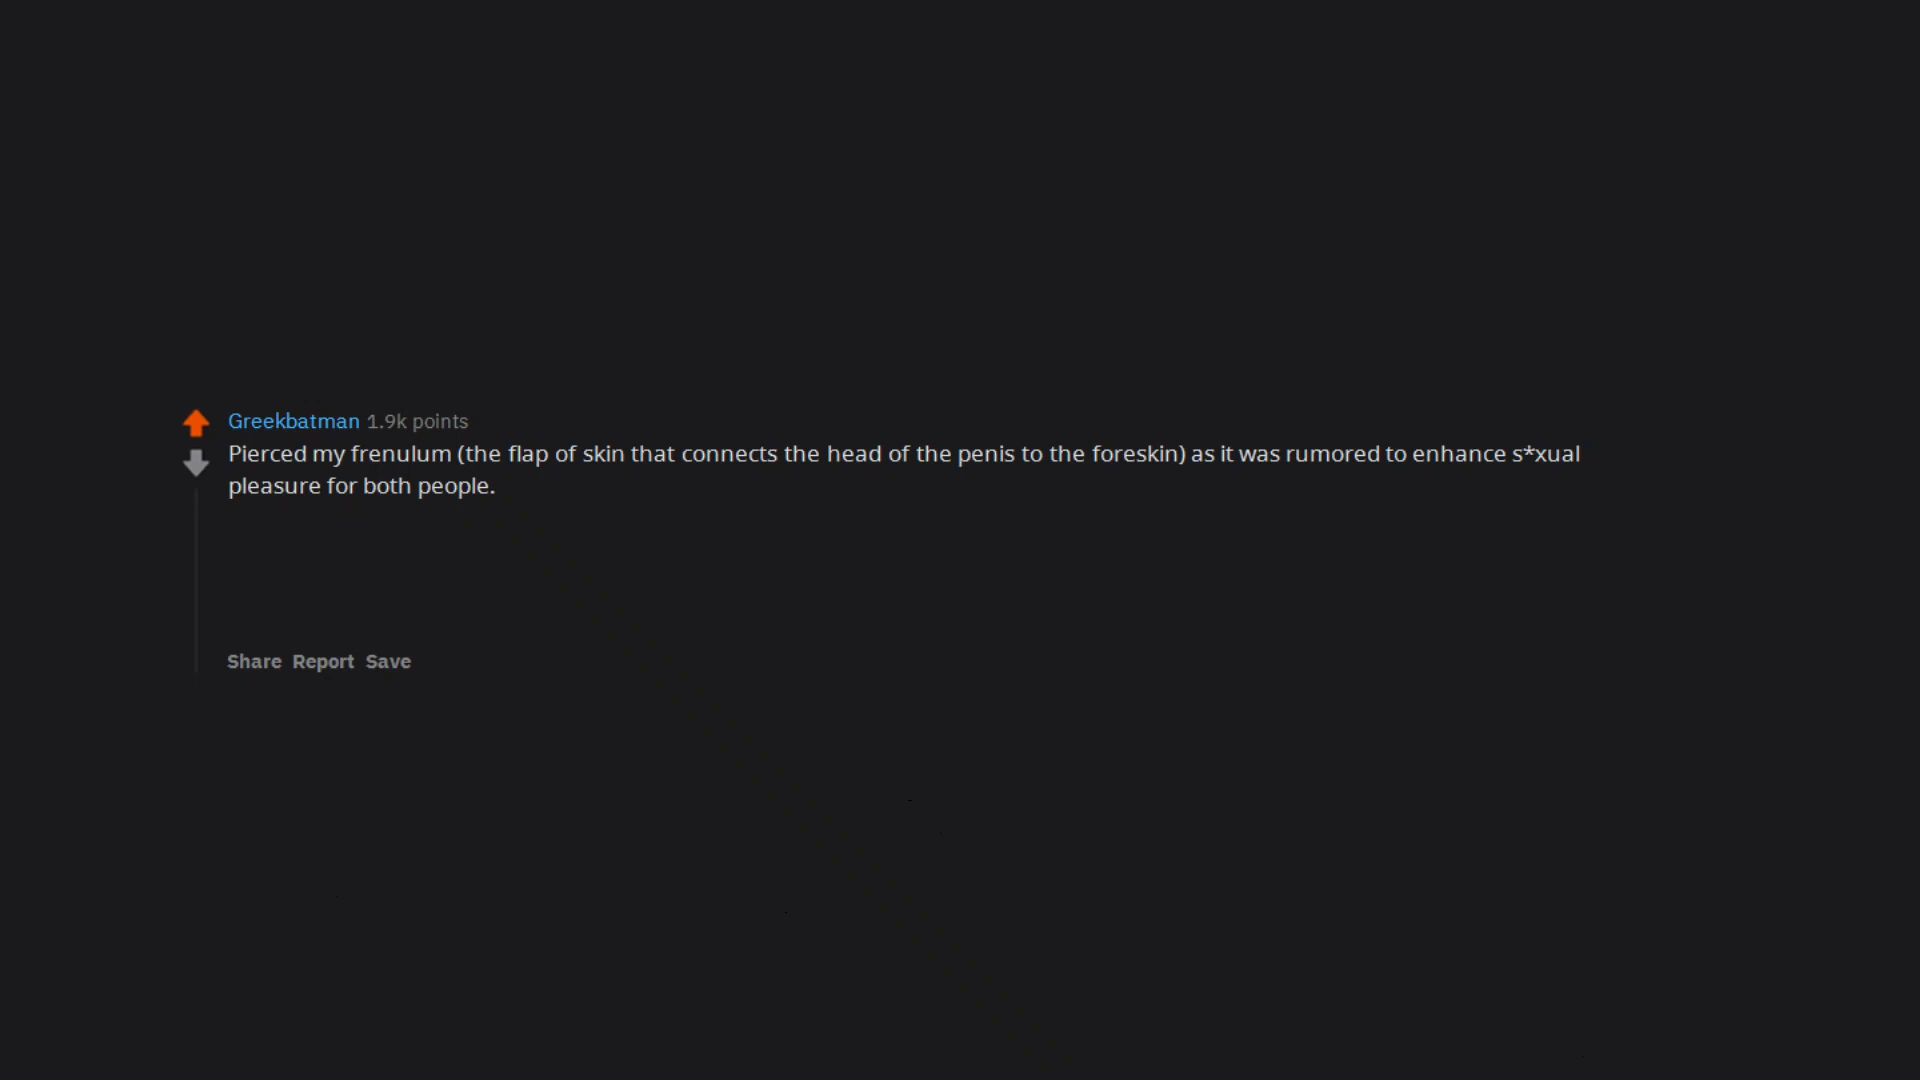 Greekbatman 1.9k points
Pierced my frenulum (the flap of skin that connects the head of the penis to the foreskin) as it was rumored to enhance s*xual
pleasure for both people.
Share Report Save